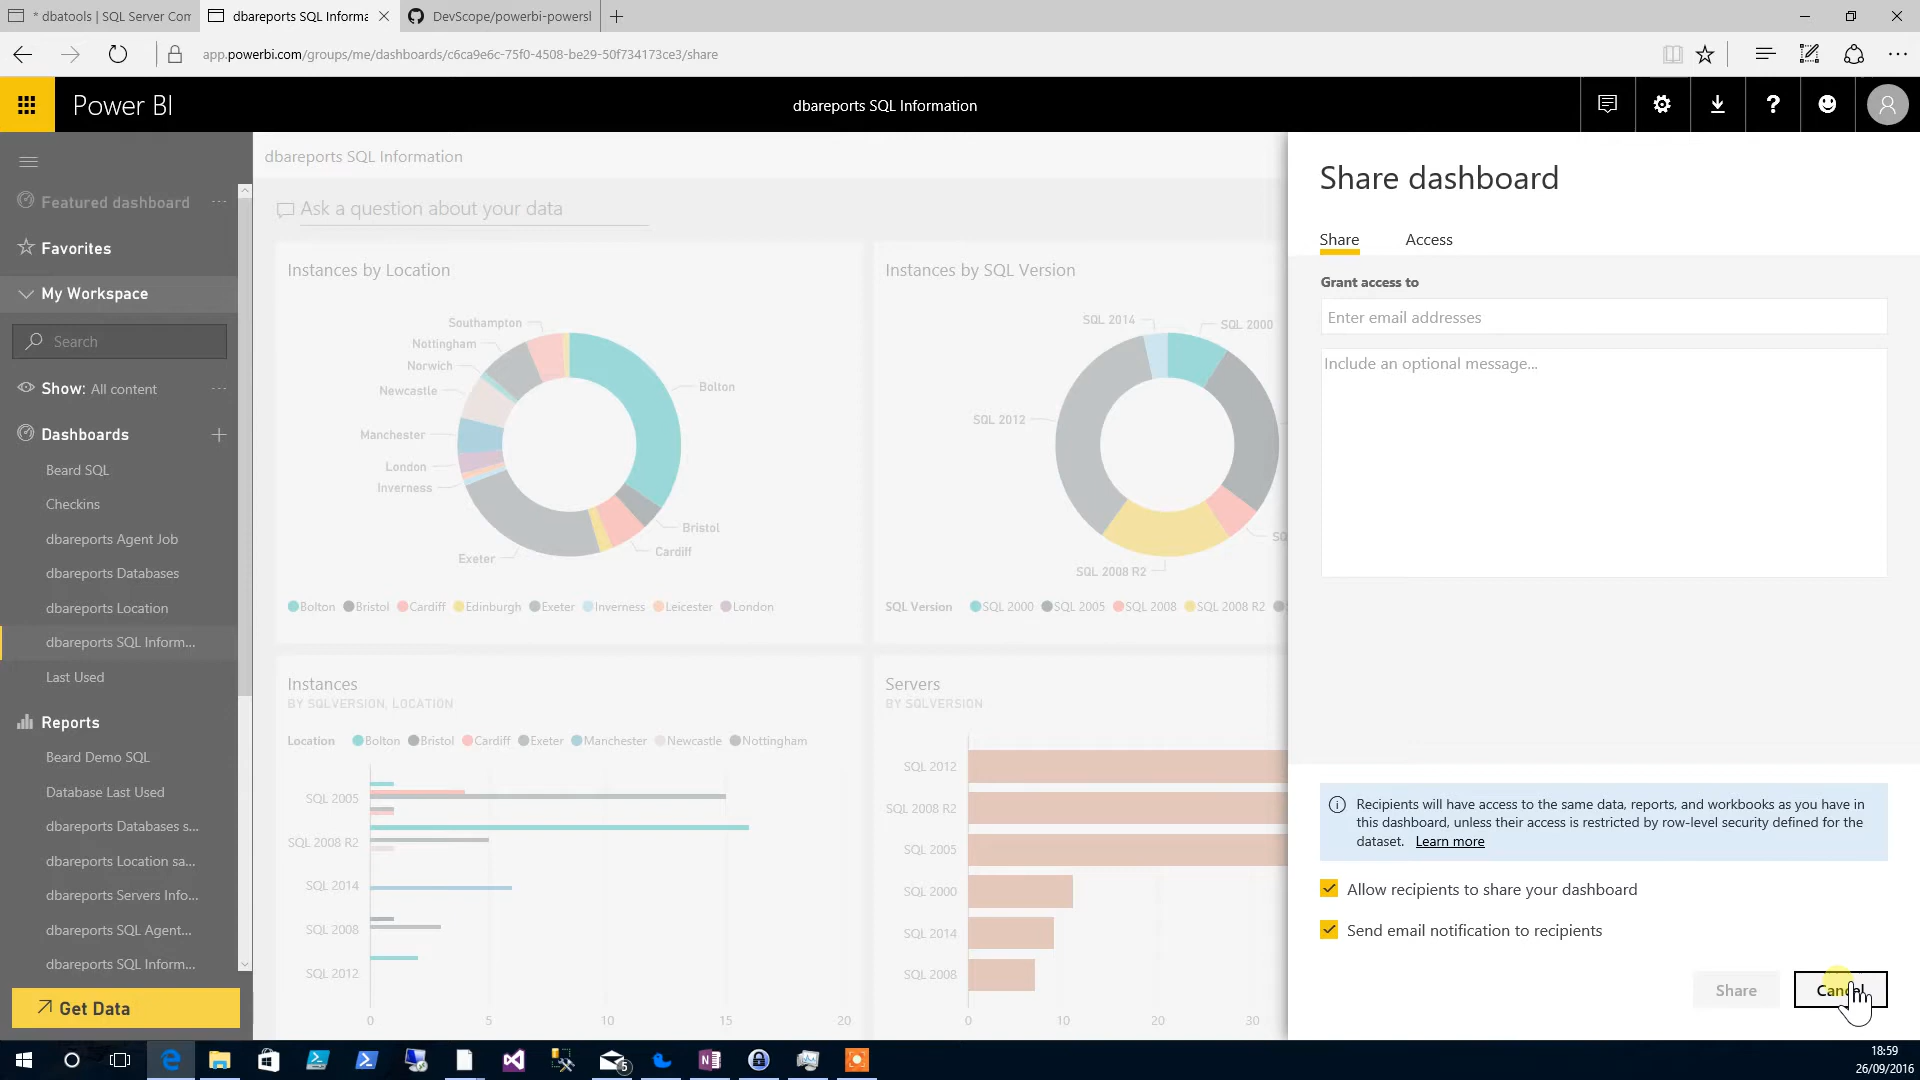 * dbatools | SQL Server Com
dbareports SQL Informa
DevScope/powerbi-powersl
app.powerbi.com/groups/me/dashboards/c6ca9e6c-75f0-4508-be29-50f734173ce3/share
Power BI
dbareports SQL Information
Featured dashboard
Favorites
My Workspace
Search
Show: All content
Dashboards
Beard SQL
Checkins
dbareports Agent Job
dbareports Databases
dbareports Location
dbareports SQL Inform...
Last Used
Reports
Beard Demo SQL
Database Last Used
dbareports Databases s...
dbareports Location sa...
dbareports Servers Info...
dbareports SQL Agent...
dbareports SQL Inform...
Get Data
dbareports SQL Information
Ask a question about your data
Instances by Location
Southampton
Nottingham
Norwich
Newcastle
Manchester
London
Inverness
Exeter
Bolton
Bristol
Cardiff
Bolton Bristol Cardiff Edinburgh Exeter Inverness Leicester London
Instances by SQL Version
SQL 2014
SQL 2000
SQL 2012
SQL 2008 R2
SQL Version SQL 2000 SQL 2005 SQL 2008 SQL 2008 R2
Instances
BY SQLVERSION, LOCATION
Location Bolton Bristol Cardiff Exeter Manchester Newcastle Nottingham
SQL 2005
SQL 2008 R2
SQL 2014
SQL 2008
SQL 2012
0 5 10 15 20
Servers
BY SQLVERSION
SQL 2012
SQL 2008 R2
SQL 2005
SQL 2000
SQL 2014
SQL 2008
0 10 20 30
Share dashboard
Share Access
Grant access to
Enter email addresses
Include an optional message...
Recipients will have access to the same data, reports, and workbooks as you have in
this dashboard, unless their access is restricted by row-level security defined for the
dataset. Learn more
Allow recipients to share your dashboard
Send email notification to recipients
Share Cancel
5
18:59
26/09/2016